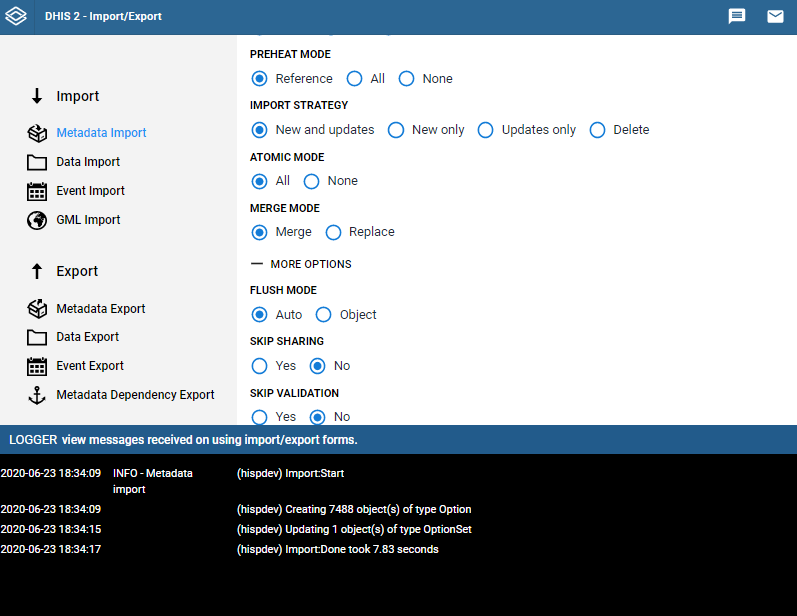 DHIS 2 - Import/Export
Import
Metadata Import
Data Import
Event Import
GML Import
Export
Metadata Export
Data Export
Event Export
Metadata Dependency Export
PREHEAT MODE
Reference All None
IMPORT STRATEGY
New and updates New only Updates only Delete
ATOMIC MODE
All None
MERGE MODE
Merge Replace
— MORE OPTIONS
FLUSH MODE
Auto Object
SKIP SHARING
Yes No
SKIP VALIDATION
Yes No
LOGGER view messages received on using import/export forms.
2020-06-23 18:34:09 INFO - Metadata import (hispdev) Import:Start
2020-06-23 18:34:09 (hispdev) Creating 7488 object(s) of type Option
2020-06-23 18:34:15 (hispdev) Updating 1 object(s) of type OptionSet
2020-06-23 18:34:17 (hispdev) Import:Done took 7.83 seconds